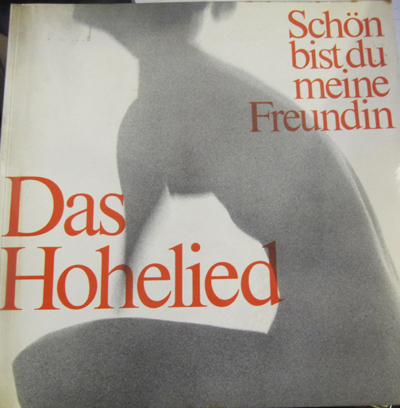 Schön
bist du
meine
Freundin
Das
Hohelied